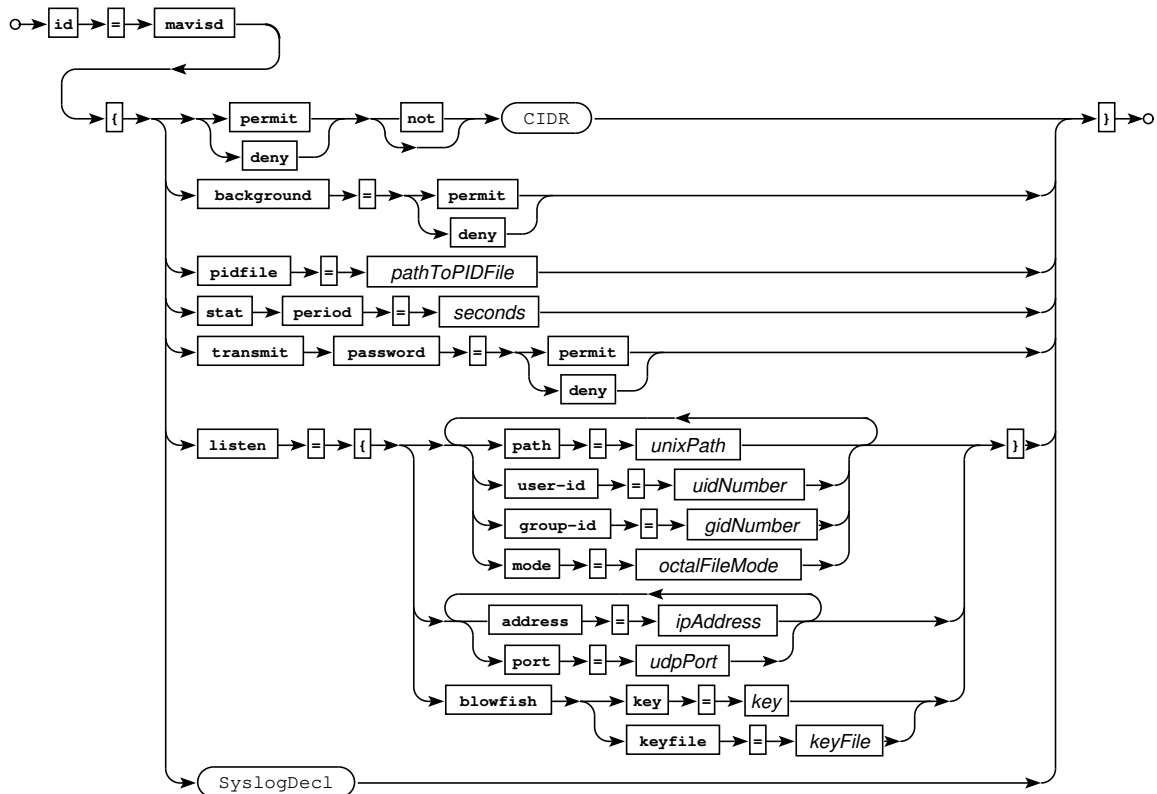 id = mavisd
{ permit not CIDR }
deny
background = permit
deny
pidfile = pathToPIDFile
stat period = seconds
transmit password = permit
deny
listen = { path = unixPath }
user-id = uidNumber
group-id = gidNumber
mode = octalFileMode
address = ipAddress
port = udpPort
blowfish key = key
keyfile = keyFile
SyslogDecl